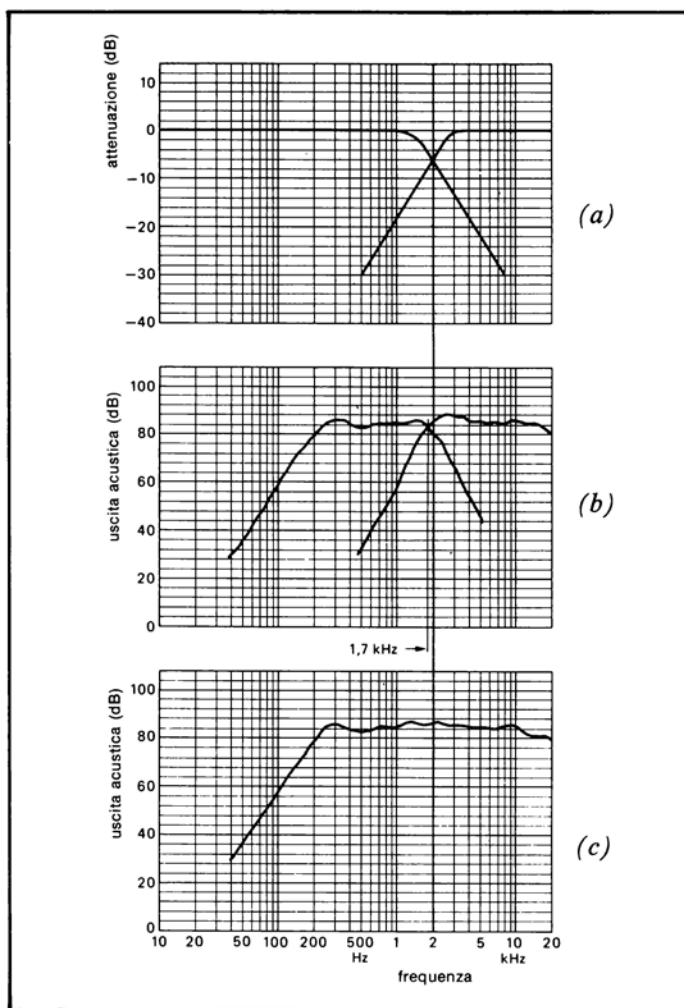 attenuazione (dB)
10
0
-10
-20
-30
-40
(a)
uscita acustica (dB)
100
80
60
40
20
0
(b)
1,7 kHz
uscita acustica (dB)
100
80
60
40
20
0
(c)
10 20 50 100 200 500 1 2 5 10 20
Hz kHz
frequenza